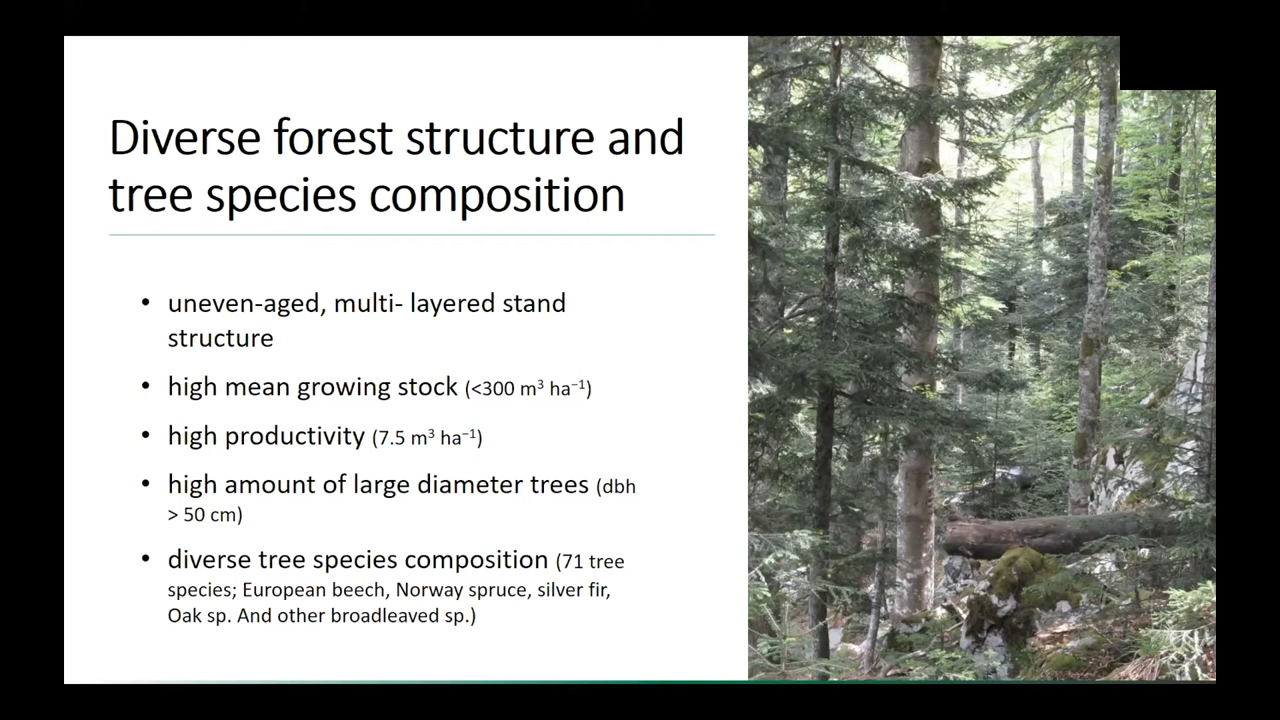 Diverse forest structure and
tree species composition
• uneven-aged, multi- layered stand
structure
• high mean growing stock (<300 m³ ha⁻¹)
• high productivity (7.5 m³ ha⁻¹)
• high amount of large diameter trees (dbh
> 50 cm)
• diverse tree species composition (71 tree
species; European beech, Norway spruce, silver fir,
Oak sp. And other broadleaved sp.)